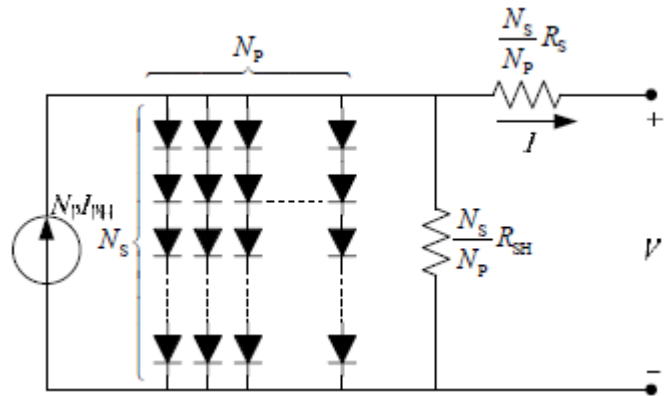 N_P
N_S/N_P R_S
I
+
N_P I_PH
N_S
N_S/N_P R_SH
V
−